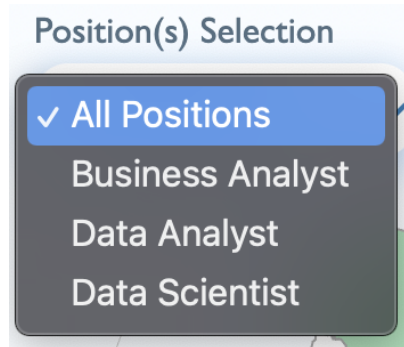 Position(s) Selection
✓ All Positions
Business Analyst
Data Analyst
Data Scientist